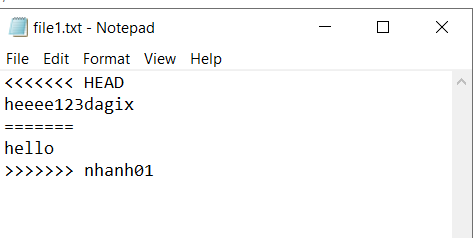 file1.txt - Notepad
File Edit Format View Help
<<<<<<< HEAD
heeee123dagix
=======
hello
>>>>>>> nhanh01